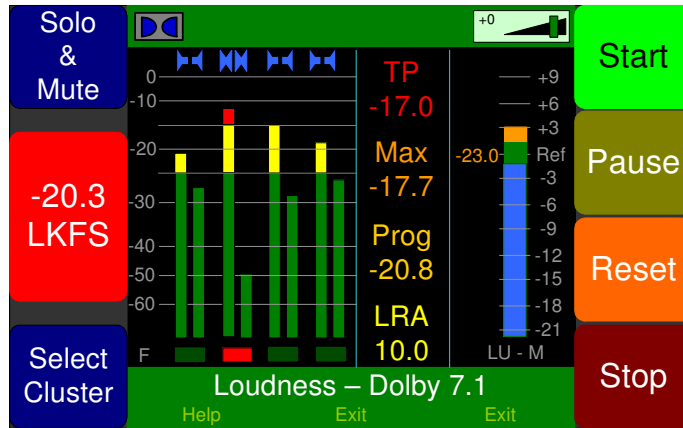 Solo
&
Mute
-20.3
LKFS
Select
Cluster
+0
0
-10
-20
-30
-40
-50
-60
F
TP
-17.0
Max
-17.7
Prog
-20.8
LRA
10.0
-23.0
+9
+6
+3
Ref
-3
-6
-9
-12
-15
-18
-21
LU - M
Loudness – Dolby 7.1
Help Exit Exit
Start
Pause
Reset
Stop